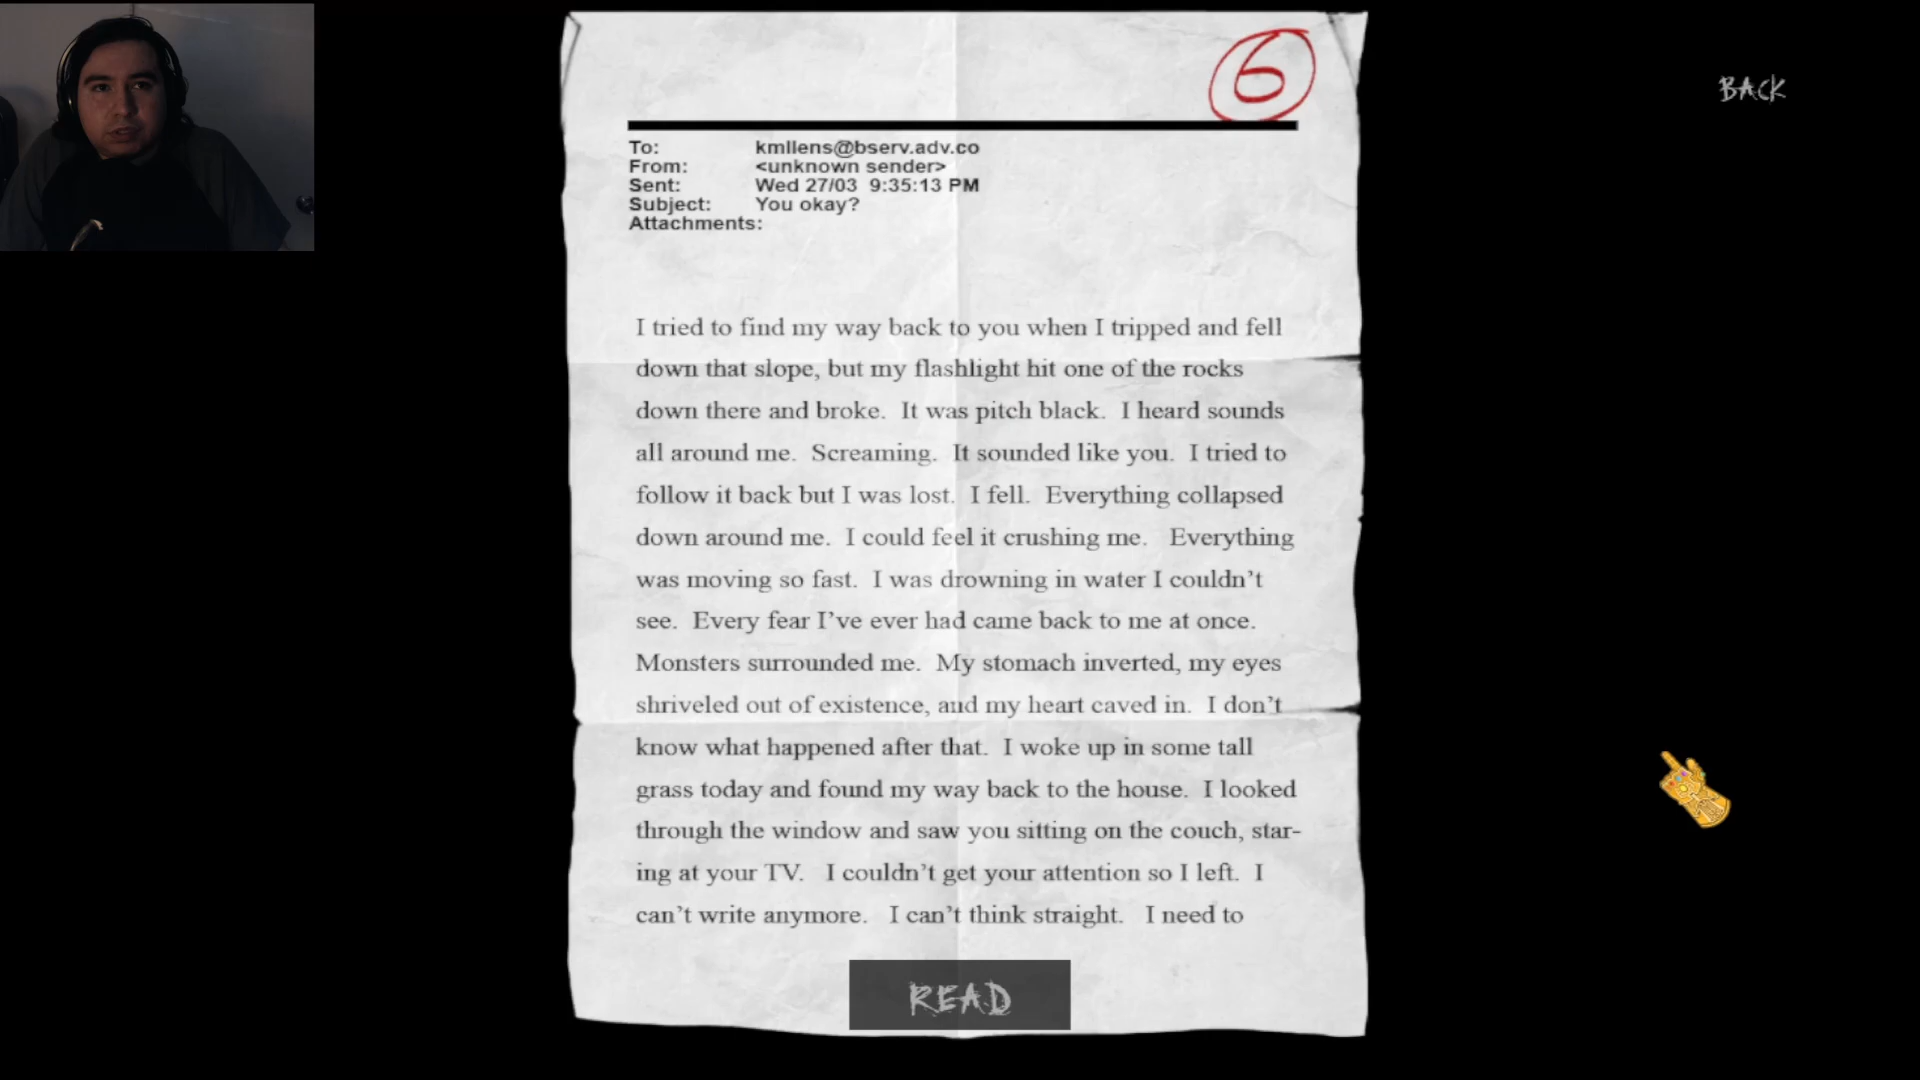 6
BACK
To: kmllens@bserv.adv.co
From: <unknown sender>
Sent: Wed 27/03 9:35:13 PM
Subject: You okay?
Attachments:
I tried to find my way back to you when I tripped and fell
down that slope, but my flashlight hit one of the rocks
down there and broke. It was pitch black. I heard sounds
all around me. Screaming. It sounded like you. I tried to
follow it back but I was lost. I fell. Everything collapsed
down around me. I could feel it crushing me. Everything
was moving so fast. I was drowning in water I couldn't
see. Every fear I've ever had came back to me at once.
Monsters surrounded me. My stomach inverted, my eyes
shriveled out of existence, and my heart caved in. I don't
know what happened after that. I woke up in some tall
grass today and found my way back to the house. I looked
through the window and saw you sitting on the couch, star-
ing at your TV. I couldn't get your attention so I left. I
can't write anymore. I can't think straight. I need to
READ